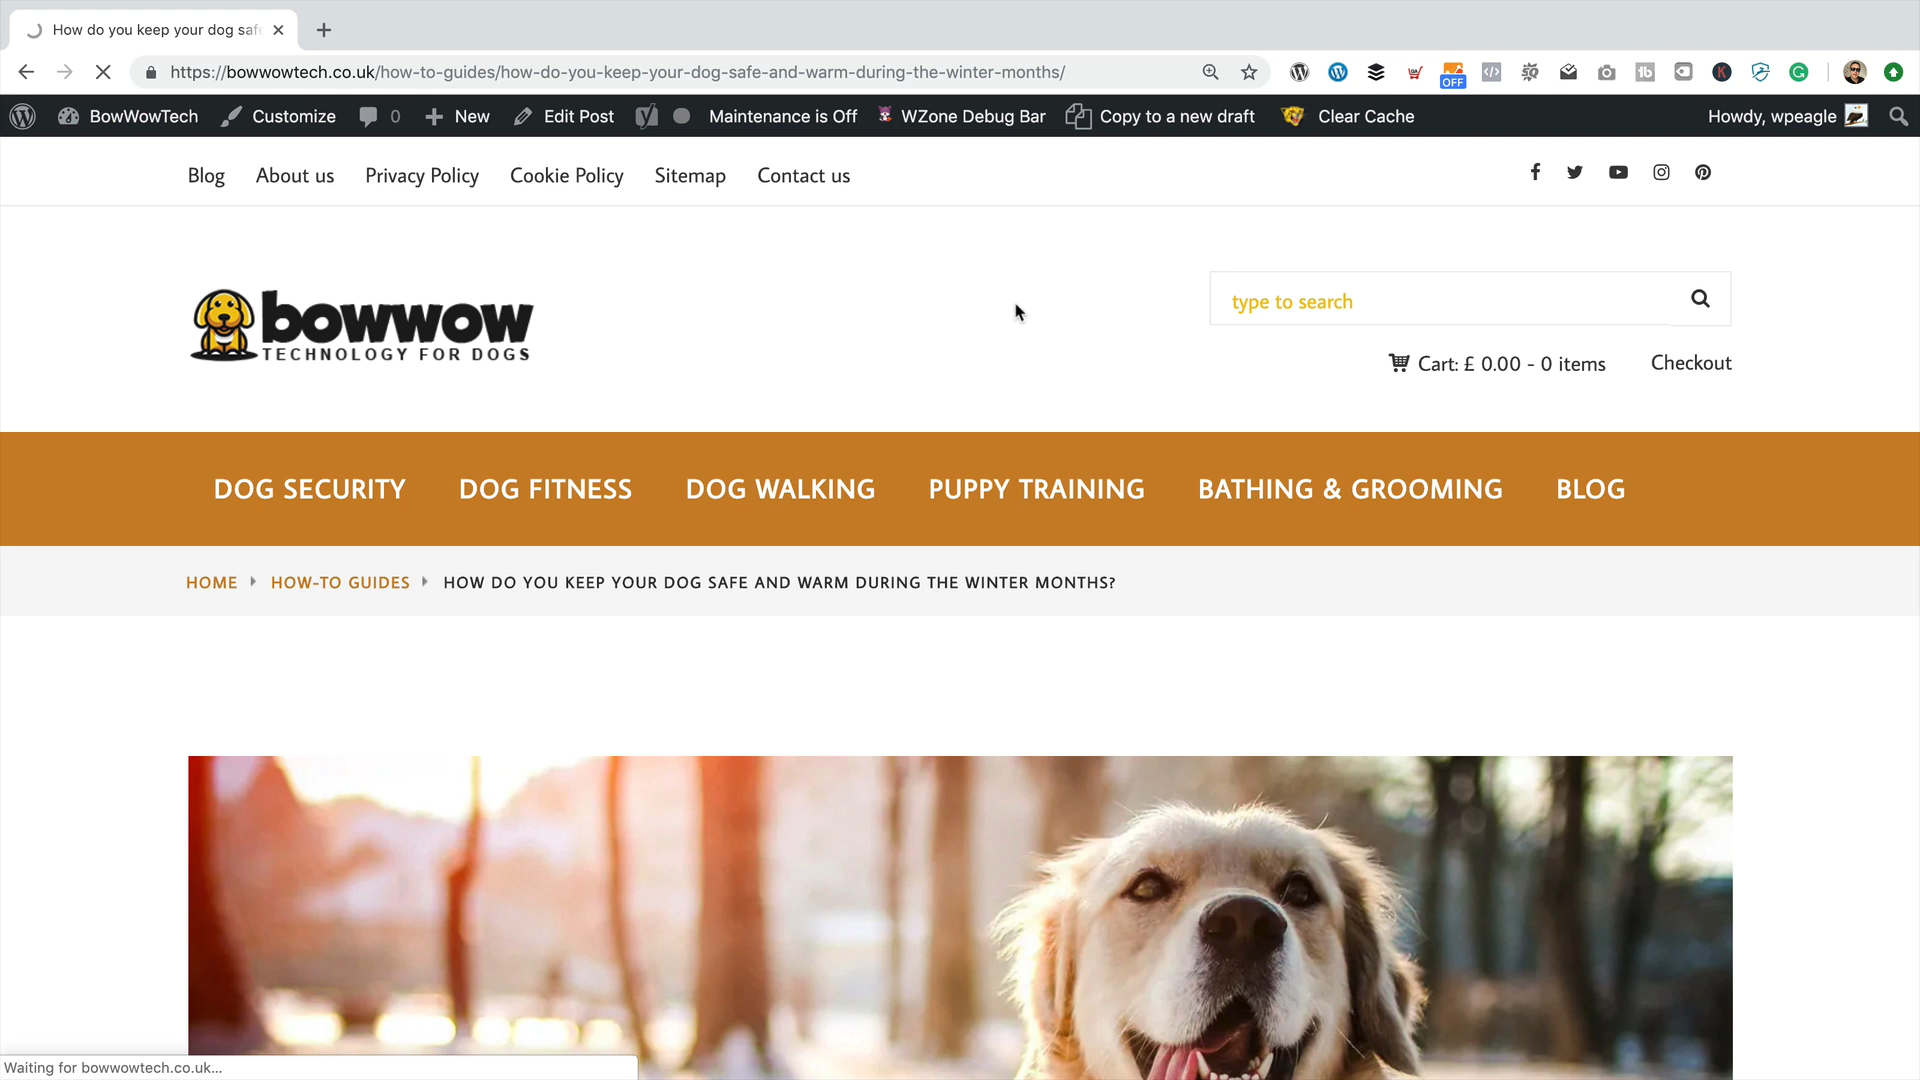 How do you keep your dog safe
https://bowwowtech.co.uk/how-to-guides/how-do-you-keep-your-dog-safe-and-warm-during-the-winter-months/
OFF
BowWowTech Customize 0 New Edit Post Maintenance is Off WZone Debug Bar Copy to a new draft Clear Cache Howdy, wpeagle
Blog About us Privacy Policy Cookie Policy Sitemap Contact us
type to search
bowwow
TECHNOLOGY FOR DOGS
Cart: £ 0.00 - 0 items Checkout
DOG SECURITY DOG FITNESS DOG WALKING PUPPY TRAINING BATHING & GROOMING BLOG
HOME HOW-TO GUIDES HOW DO YOU KEEP YOUR DOG SAFE AND WARM DURING THE WINTER MONTHS?
Waiting for bowwowtech.co.uk...